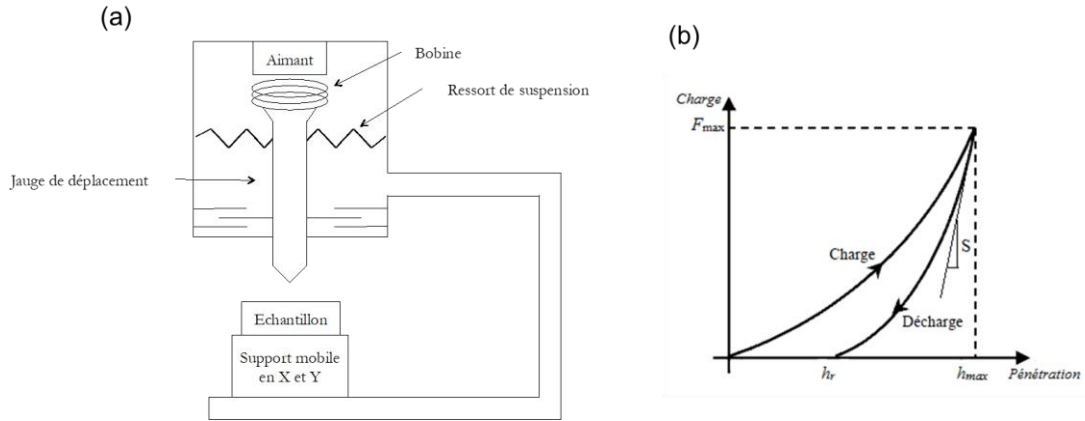 (a)
Aimant
Bobine
Ressort de suspension
Jauge de déplacement
Echantillon
Support mobile
en X et Y
(b)
Charge
Fmax
Charge
S
Décharge
hr
hmax
Pénétration